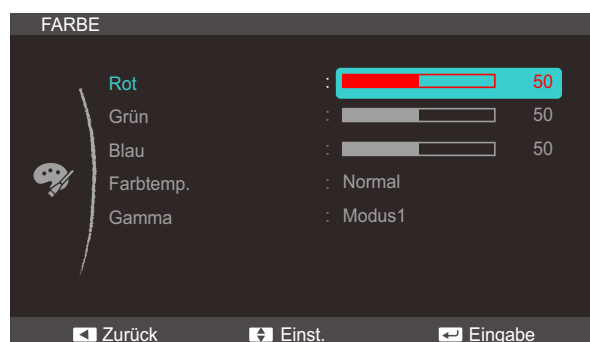 FARBE
Rot : 50
Grün : 50
Blau : 50
Farbtemp. : Normal
Gamma : Modus1
Zurück Einst. Eingabe